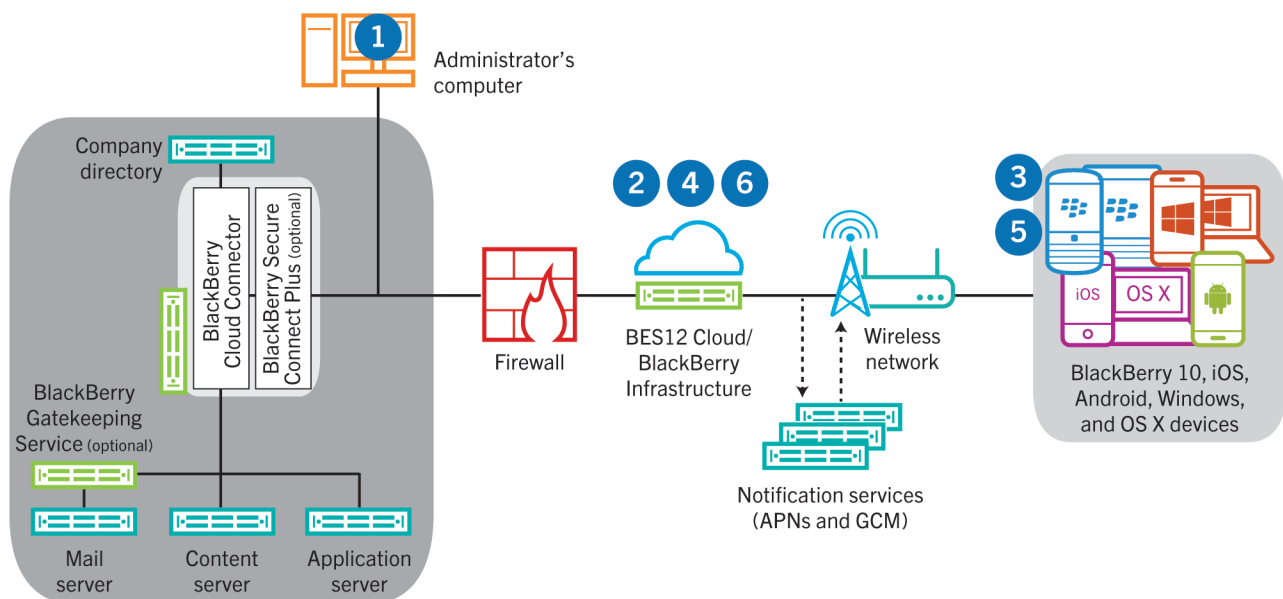 1
Administrator's
computer
Company
directory
BlackBerry
Cloud Connector
BlackBerry Secure
Connect Plus (optional)
BlackBerry
Gatekeeping
Service (optional)
Mail
server
Content
server
Application
server
Firewall
2
4
6
BES12 Cloud/
BlackBerry
Infrastructure
Wireless
network
Notification services
(APNs and GCM)
3
5
iOS
OS X
BlackBerry 10, iOS,
Android, Windows,
and OS X devices